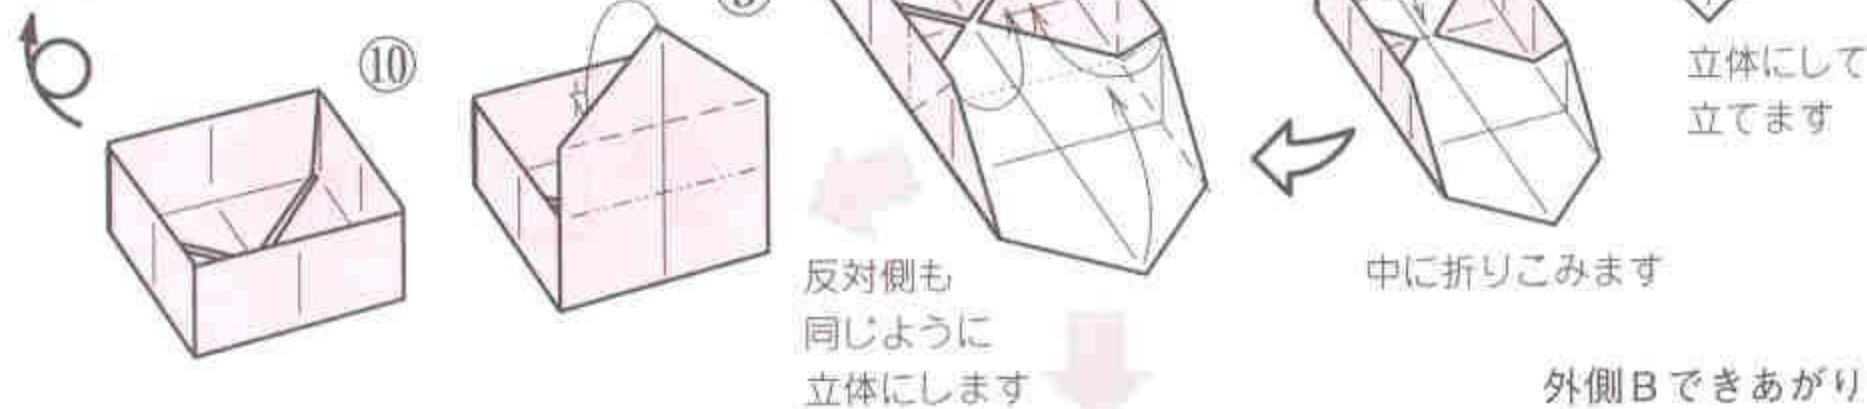 ⑩
立体にして
立てます
中に折りこみます
反対側も
同じように
立体にします
外側Bできあがり